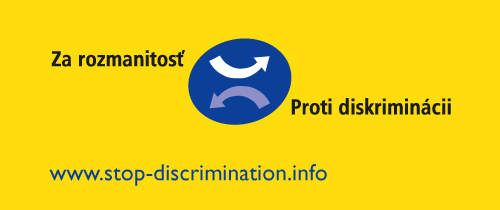 Za rozmanitosť
Proti diskriminácii
www.stop-discrimination.info